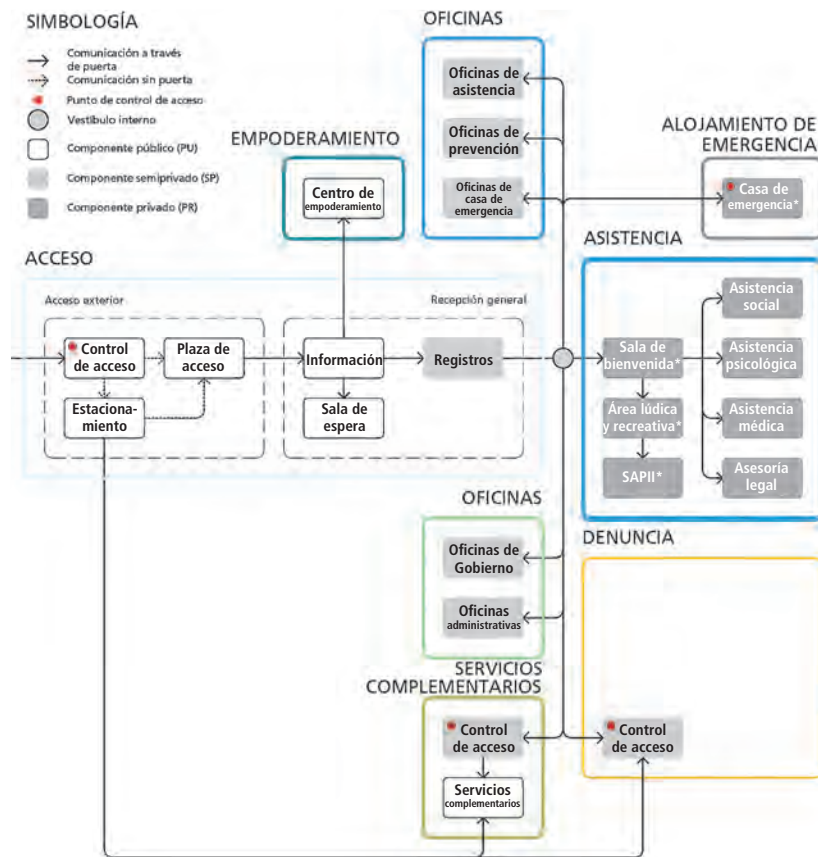 SIMBOLOGÍA
Comunicación a través
de puerta
Comunicación sin puerta
Punto de control de acceso
Vestíbulo interno
Componente público (PU)
Componente semiprivado (SP)
Componente privado (PR)
OFICINAS
Oficinas de
asistencia
Oficinas de
prevención
Oficinas
de casa de
emergencia
EMPODERAMIENTO
Centro de
empoderamiento
ALOJAMIENTO DE
EMERGENCIA
Casa de
emergencia*
ACCESO
Acceso exterior
Control
de acceso
Plaza de
acceso
Estaciona-
miento
Recepción general
Información
Registros
Sala de
espera
ASISTENCIA
Sala de
bienvenida*
Área lúdica
y recreativa*
SAPII*
Asistencia
social
Asistencia
psicológica
Asistencia
médica
Asesoría
legal
OFICINAS
Oficinas de
Gobierno
Oficinas
administrativas
DENUNCIA
Control
de acceso
SERVICIOS
COMPLEMENTARIOS
Control
de acceso
Servicios
complementarios